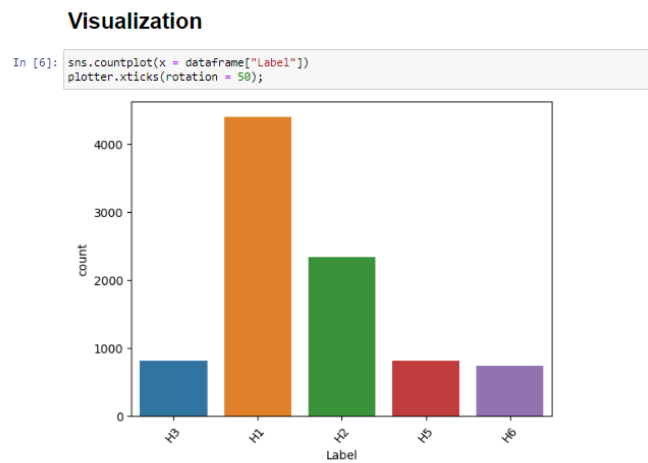 Visualization
In [6]: sns.countplot(x = dataframe["Label"])
plotter.xticks(rotation = 50);
4000
3000
2000
1000
0
count
H3 H1 H2 H5 H6
Label